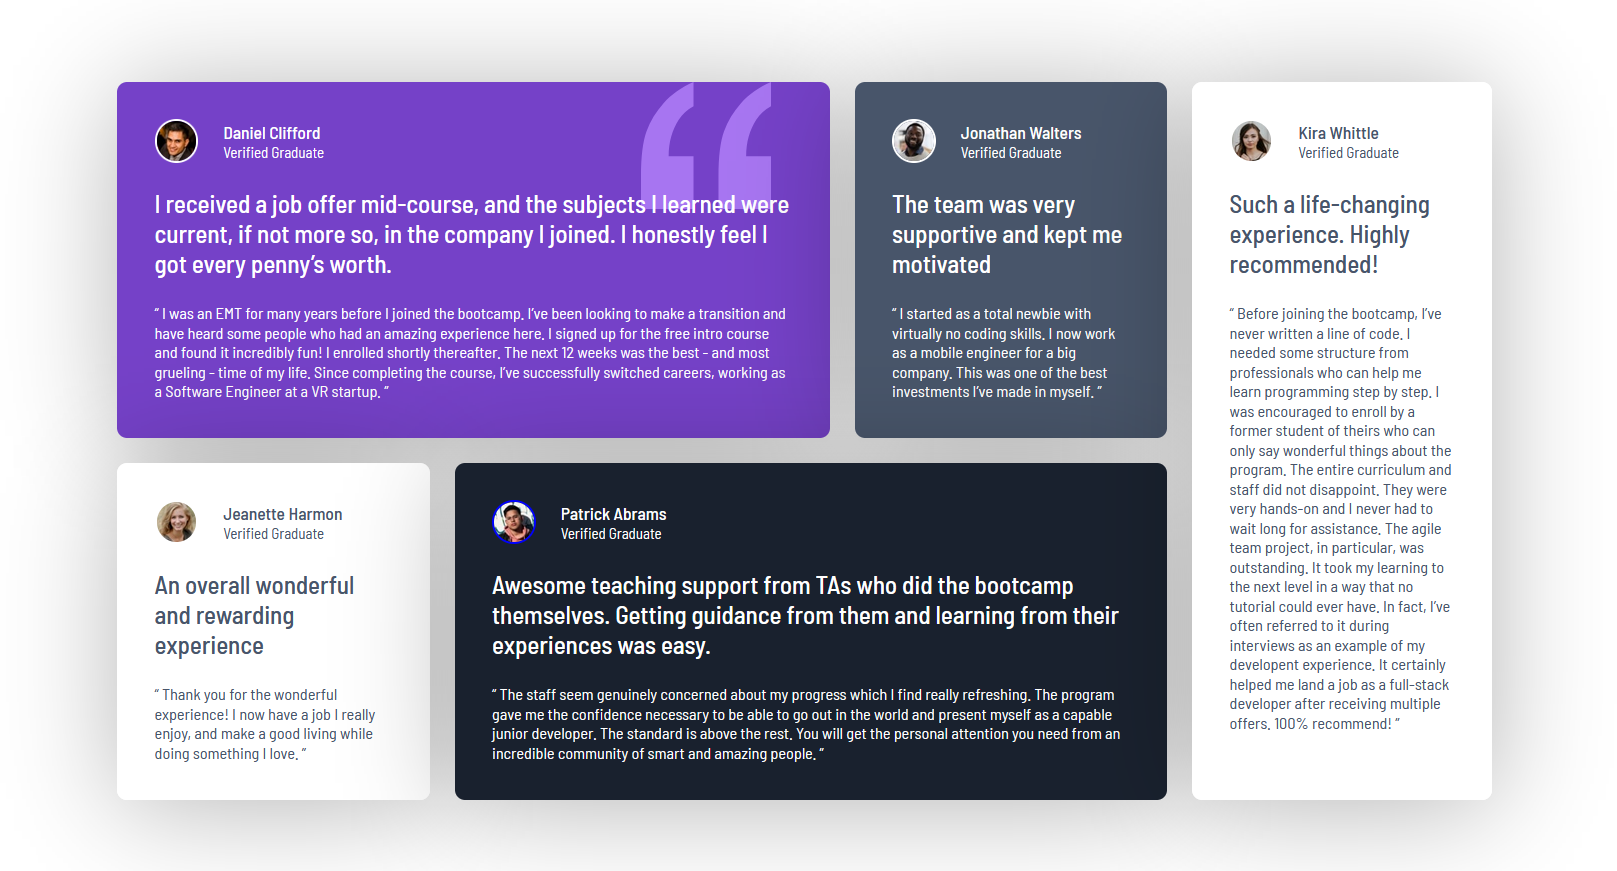 Daniel Clifford
Verified Graduate
I received a job offer mid-course, and the subjects I learned were
current, if not more so, in the company I joined. I honestly feel I
got every penny’s worth.
“ I was an EMT for many years before I joined the bootcamp. I’ve been looking to make a transition and
have heard some people who had an amazing experience here. I signed up for the free intro course
and found it incredibly fun! I enrolled shortly thereafter. The next 12 weeks was the best - and most
grueling - time of my life. Since completing the course, I’ve successfully switched careers, working as
a Software Engineer at a VR startup. ”
Jonathan Walters
Verified Graduate
The team was very
supportive and kept me
motivated
“ I started as a total newbie with
virtually no coding skills. I now work
as a mobile engineer for a big
company. This was one of the best
investments I’ve made in myself. ”
Kira Whittle
Verified Graduate
Such a life-changing
experience. Highly
recommended!
“ Before joining the bootcamp, I’ve
never written a line of code. I
needed some structure from
professionals who can help me
learn programming step by step. I
was encouraged to enroll by a
former student of theirs who can
only say wonderful things about the
program. The entire curriculum and
staff did not disappoint. They were
very hands-on and I never had to
wait long for assistance. The agile
team project, in particular, was
outstanding. It took my learning to
the next level in a way that no
tutorial could ever have. In fact, I’ve
often referred to it during
interviews as an example of my
developent experience. It certainly
helped me land a job as a full-stack
developer after receiving multiple
offers. 100% recommend! ”
Jeanette Harmon
Verified Graduate
An overall wonderful
and rewarding
experience
“ Thank you for the wonderful
experience! I now have a job I really
enjoy, and make a good living while
doing something I love. ”
Patrick Abrams
Verified Graduate
Awesome teaching support from TAs who did the bootcamp
themselves. Getting guidance from them and learning from their
experiences was easy.
“ The staff seem genuinely concerned about my progress which I find really refreshing. The program
gave me the confidence necessary to be able to go out in the world and present myself as a capable
junior developer. The standard is above the rest. You will get the personal attention you need from an
incredible community of smart and amazing people. ”